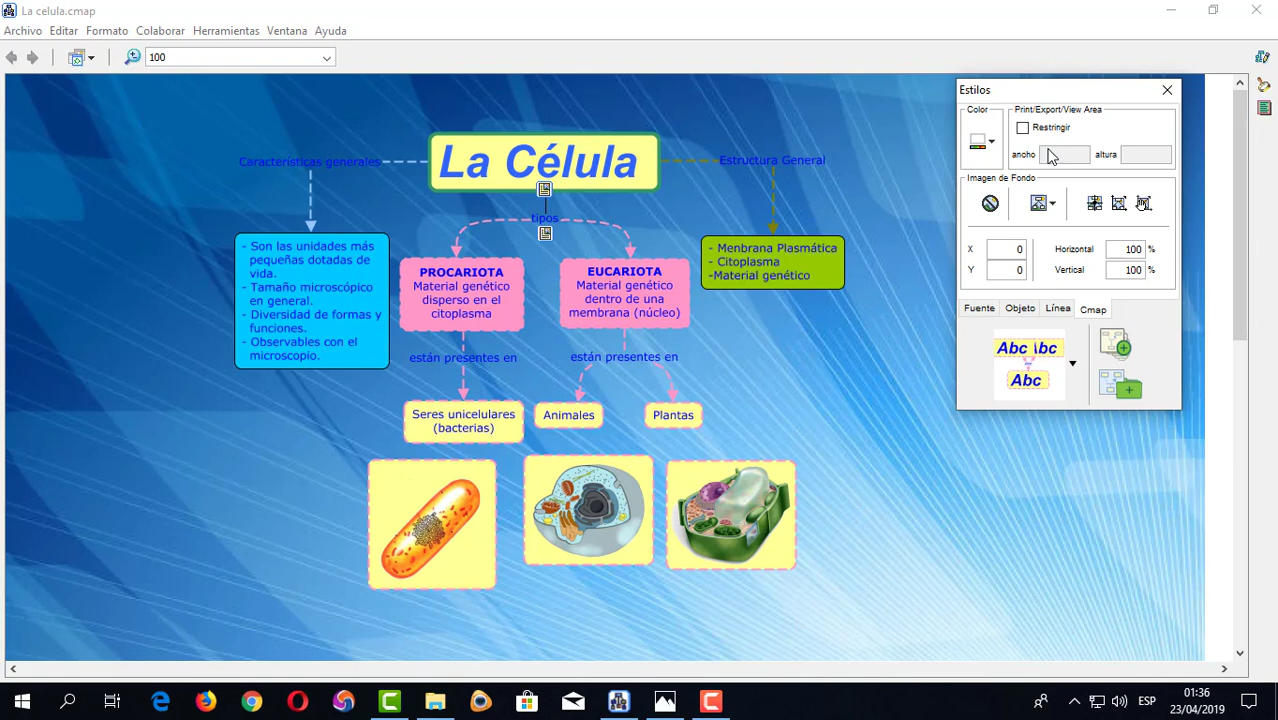 La celula.cmap
Archivo Editar Formato Colaborar Herramientas Ventana Ayuda
100
La Célula
Características generales
Estructura General
tipos
- Son las unidades más
pequeñas dotadas de
vida.
- Tamaño microscópico
en general.
- Diversidad de formas y
funciones.
- Observables con el
microscopio.
PROCARIOTA
Material genético
disperso en el
citoplasma
EUCARIOTA
Material genético
dentro de una
membrana (núcleo)
- Menbrana Plasmática
- Citoplasma
-Material genético
están presentes en
están presentes en
Seres unicelulares
(bacterias)
Animales
Plantas
Estilos
Color
Print/Export/View Area
Restringir
ancho
altura
Imagen de Fondo
X 0 Horizontal 100 %
Y 0 Vertical 100 %
Fuente Objeto Línea Cmap
Abc Abc
Abc
ESP
01:36
23/04/2019